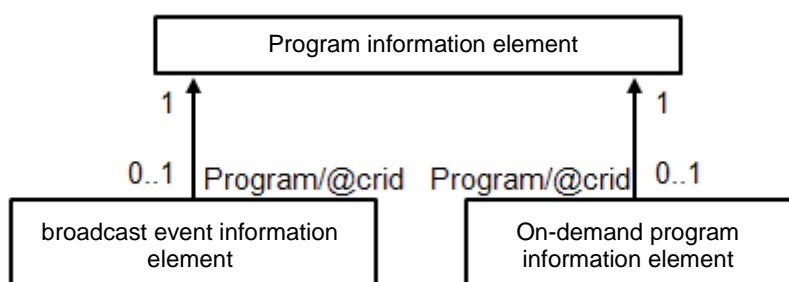 Program information element
1
1
0..1
Program/@crid
Program/@crid
0..1
broadcast event information
element
On-demand program
information element